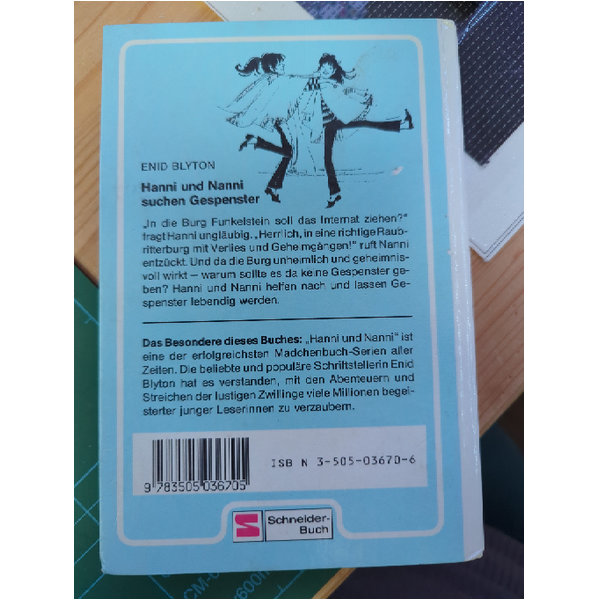 ENID BLYTON
Hanni und Nanni
suchen Gespenster
„In die Burg Funkelstein soll das Internat ziehen?"
fragt Hanni ungläubig. „Herrlich, in eine richtige Raub-
ritterburg mit Verlies und Geheimgängen!" ruft Nanni
entzückt. Und da die Burg unheimlich und geheimnis-
voll wirkt – warum sollte es da keine Gespenster ge-
ben? Hanni und Nanni helfen nach und lassen Ge-
spenster lebendig werden.
Das Besondere dieses Buches: „Hanni und Nanni" ist
eine der erfolgreichsten Mädchenbuch-Serien aller
Zeiten. Die beliebte und populäre Schriftstellerin Enid
Blyton hat es verstanden, mit den Abenteuern und
Streichen der lustigen Zwillinge viele Millionen begei-
sterter junger Leserinnen zu verzaubern.
ISBN 3-505-03670-6
9 783505 036705
Schneider-
Buch